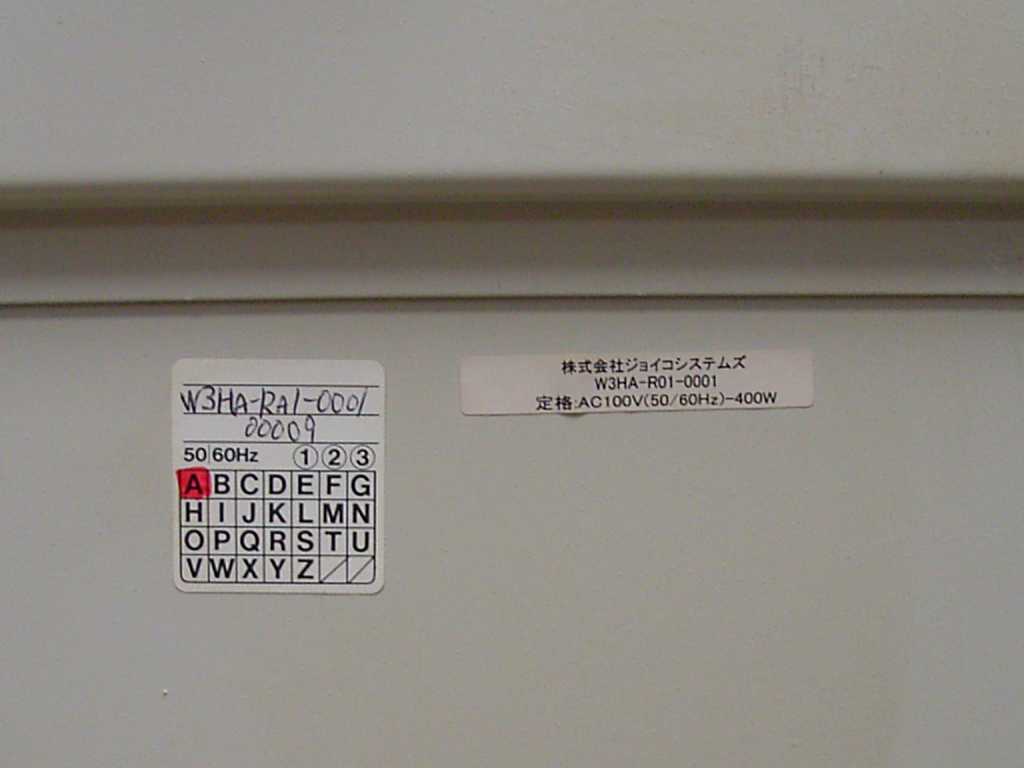 W3HA-RA1-0001
00009
50 60Hz ① ② ③
A B C D E F G
H I J K L M N
O P Q R S T U
V W X Y Z
株式会社ジョイコシステムズ
W3HA-R01-0001
定格:AC100V(50/60Hz)-400W